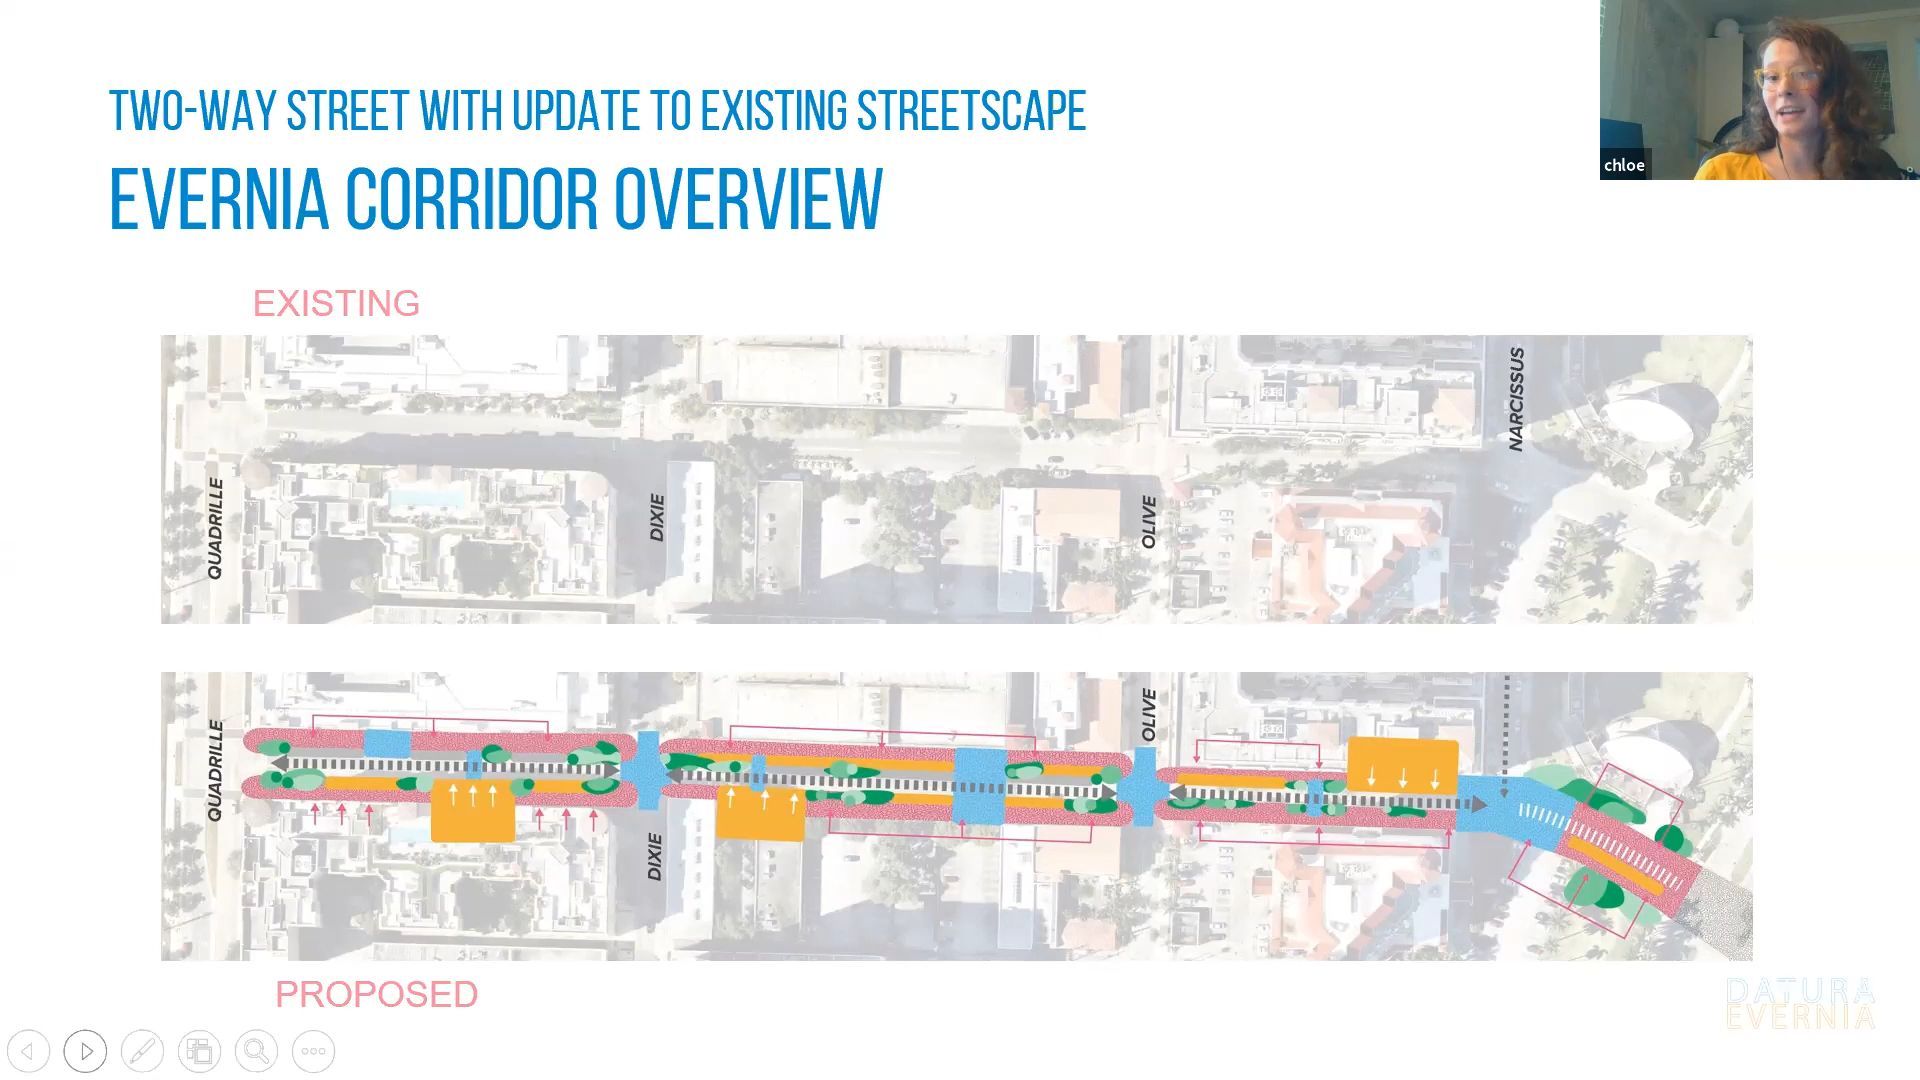 TWO-WAY STREET WITH UPDATE TO EXISTING STREETSCAPE
EVERNIA CORRIDOR OVERVIEW
chloe
EXISTING
QUADRILLE
DIXIE
OLIVE
NARCISSUS
QUADRILLE
DIXIE
OLIVE
PROPOSED
DATURA
EVERNIA